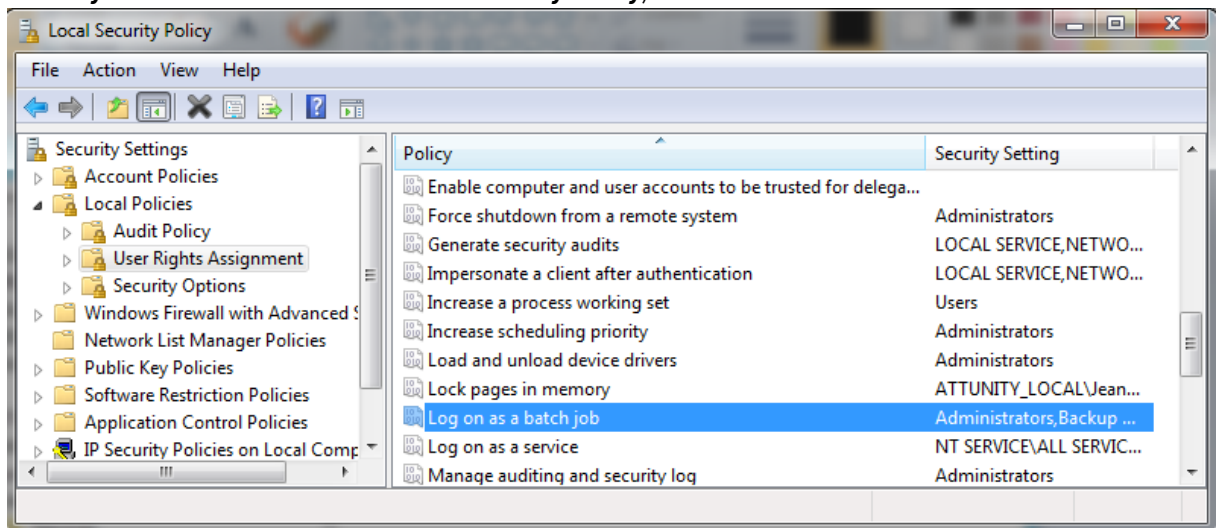 Local Security Policy
File Action View Help
Security Settings
Account Policies
Local Policies
Audit Policy
User Rights Assignment
Security Options
Windows Firewall with Advanced
Network List Manager Policies
Public Key Policies
Software Restriction Policies
Application Control Policies
IP Security Policies on Local Comp
Policy Security Setting
Enable computer and user accounts to be trusted for delega...
Force shutdown from a remote system Administrators
Generate security audits LOCAL SERVICE,NETWO...
Impersonate a client after authentication LOCAL SERVICE,NETWO...
Increase a process working set Users
Increase scheduling priority Administrators
Load and unload device drivers Administrators
Lock pages in memory ATTUNITY_LOCAL\Jean...
Log on as a batch job Administrators,Backup ...
Log on as a service NT SERVICE\ALL SERVIC...
Manage auditing and security log Administrators